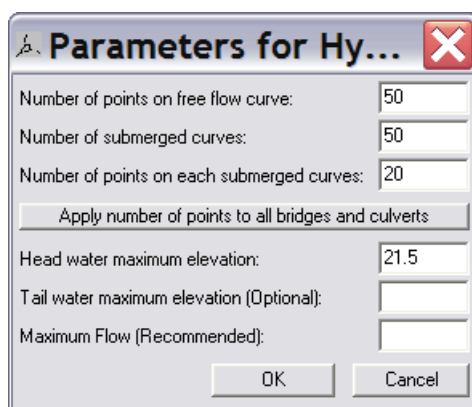 Parameters for Hy...
Number of points on free flow curve: 50
Number of submerged curves: 50
Number of points on each submerged curves: 20
Apply number of points to all bridges and culverts
Head water maximum elevation: 21.5
Tail water maximum elevation (Optional):
Maximum Flow (Recommended):
OK Cancel